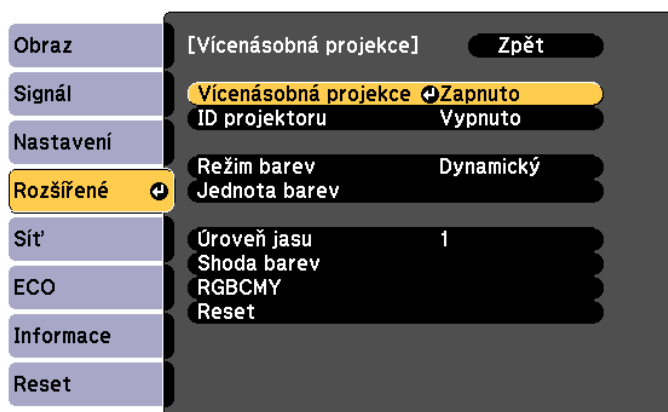 Obraz
Signál
Nastavení
Rozšířené
Síť
ECO
Informace
Reset
[Vícenásobná projekce] Zpět
Vícenásobná projekce Zapnuto
ID projektoru Vypnuto
Režim barev Dynamický
Jednota barev
Úroveň jasu 1
Shoda barev
RGBCMY
Reset